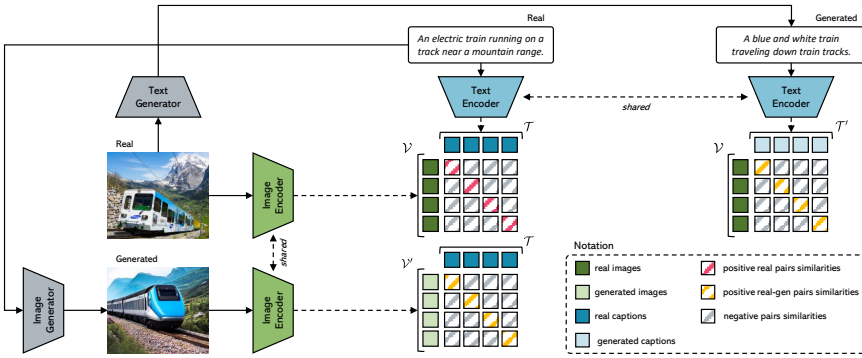 Real
Generated
An electric train running on a
track near a mountain range.
A blue and white train
traveling down train tracks.
Text
Generator
Text
Encoder
shared
Text
Encoder
Real
𝒯
𝒯′
𝒱
𝒱
Image
Encoder
shared
Generated
𝒯
𝒱′
Image
Generator
Image
Encoder
Notation
real images
positive real pairs similarities
generated images
positive real-gen pairs similarities
real captions
negative pairs similarities
generated captions